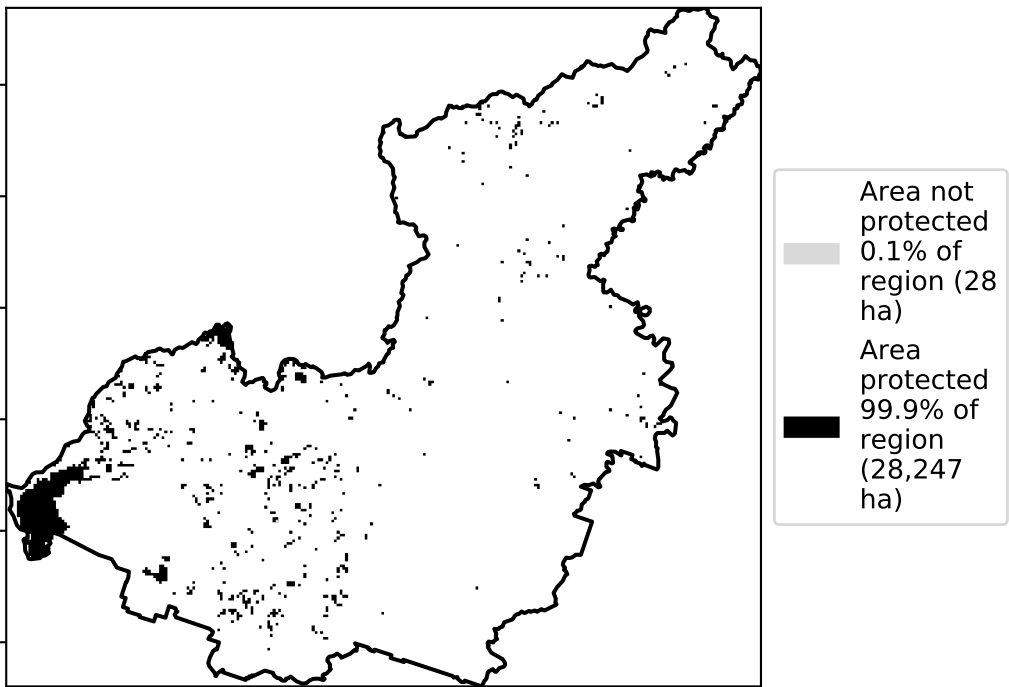 Area not
protected
0.1% of
region (28
ha)
Area
protected
99.9% of
region
(28,247
ha)